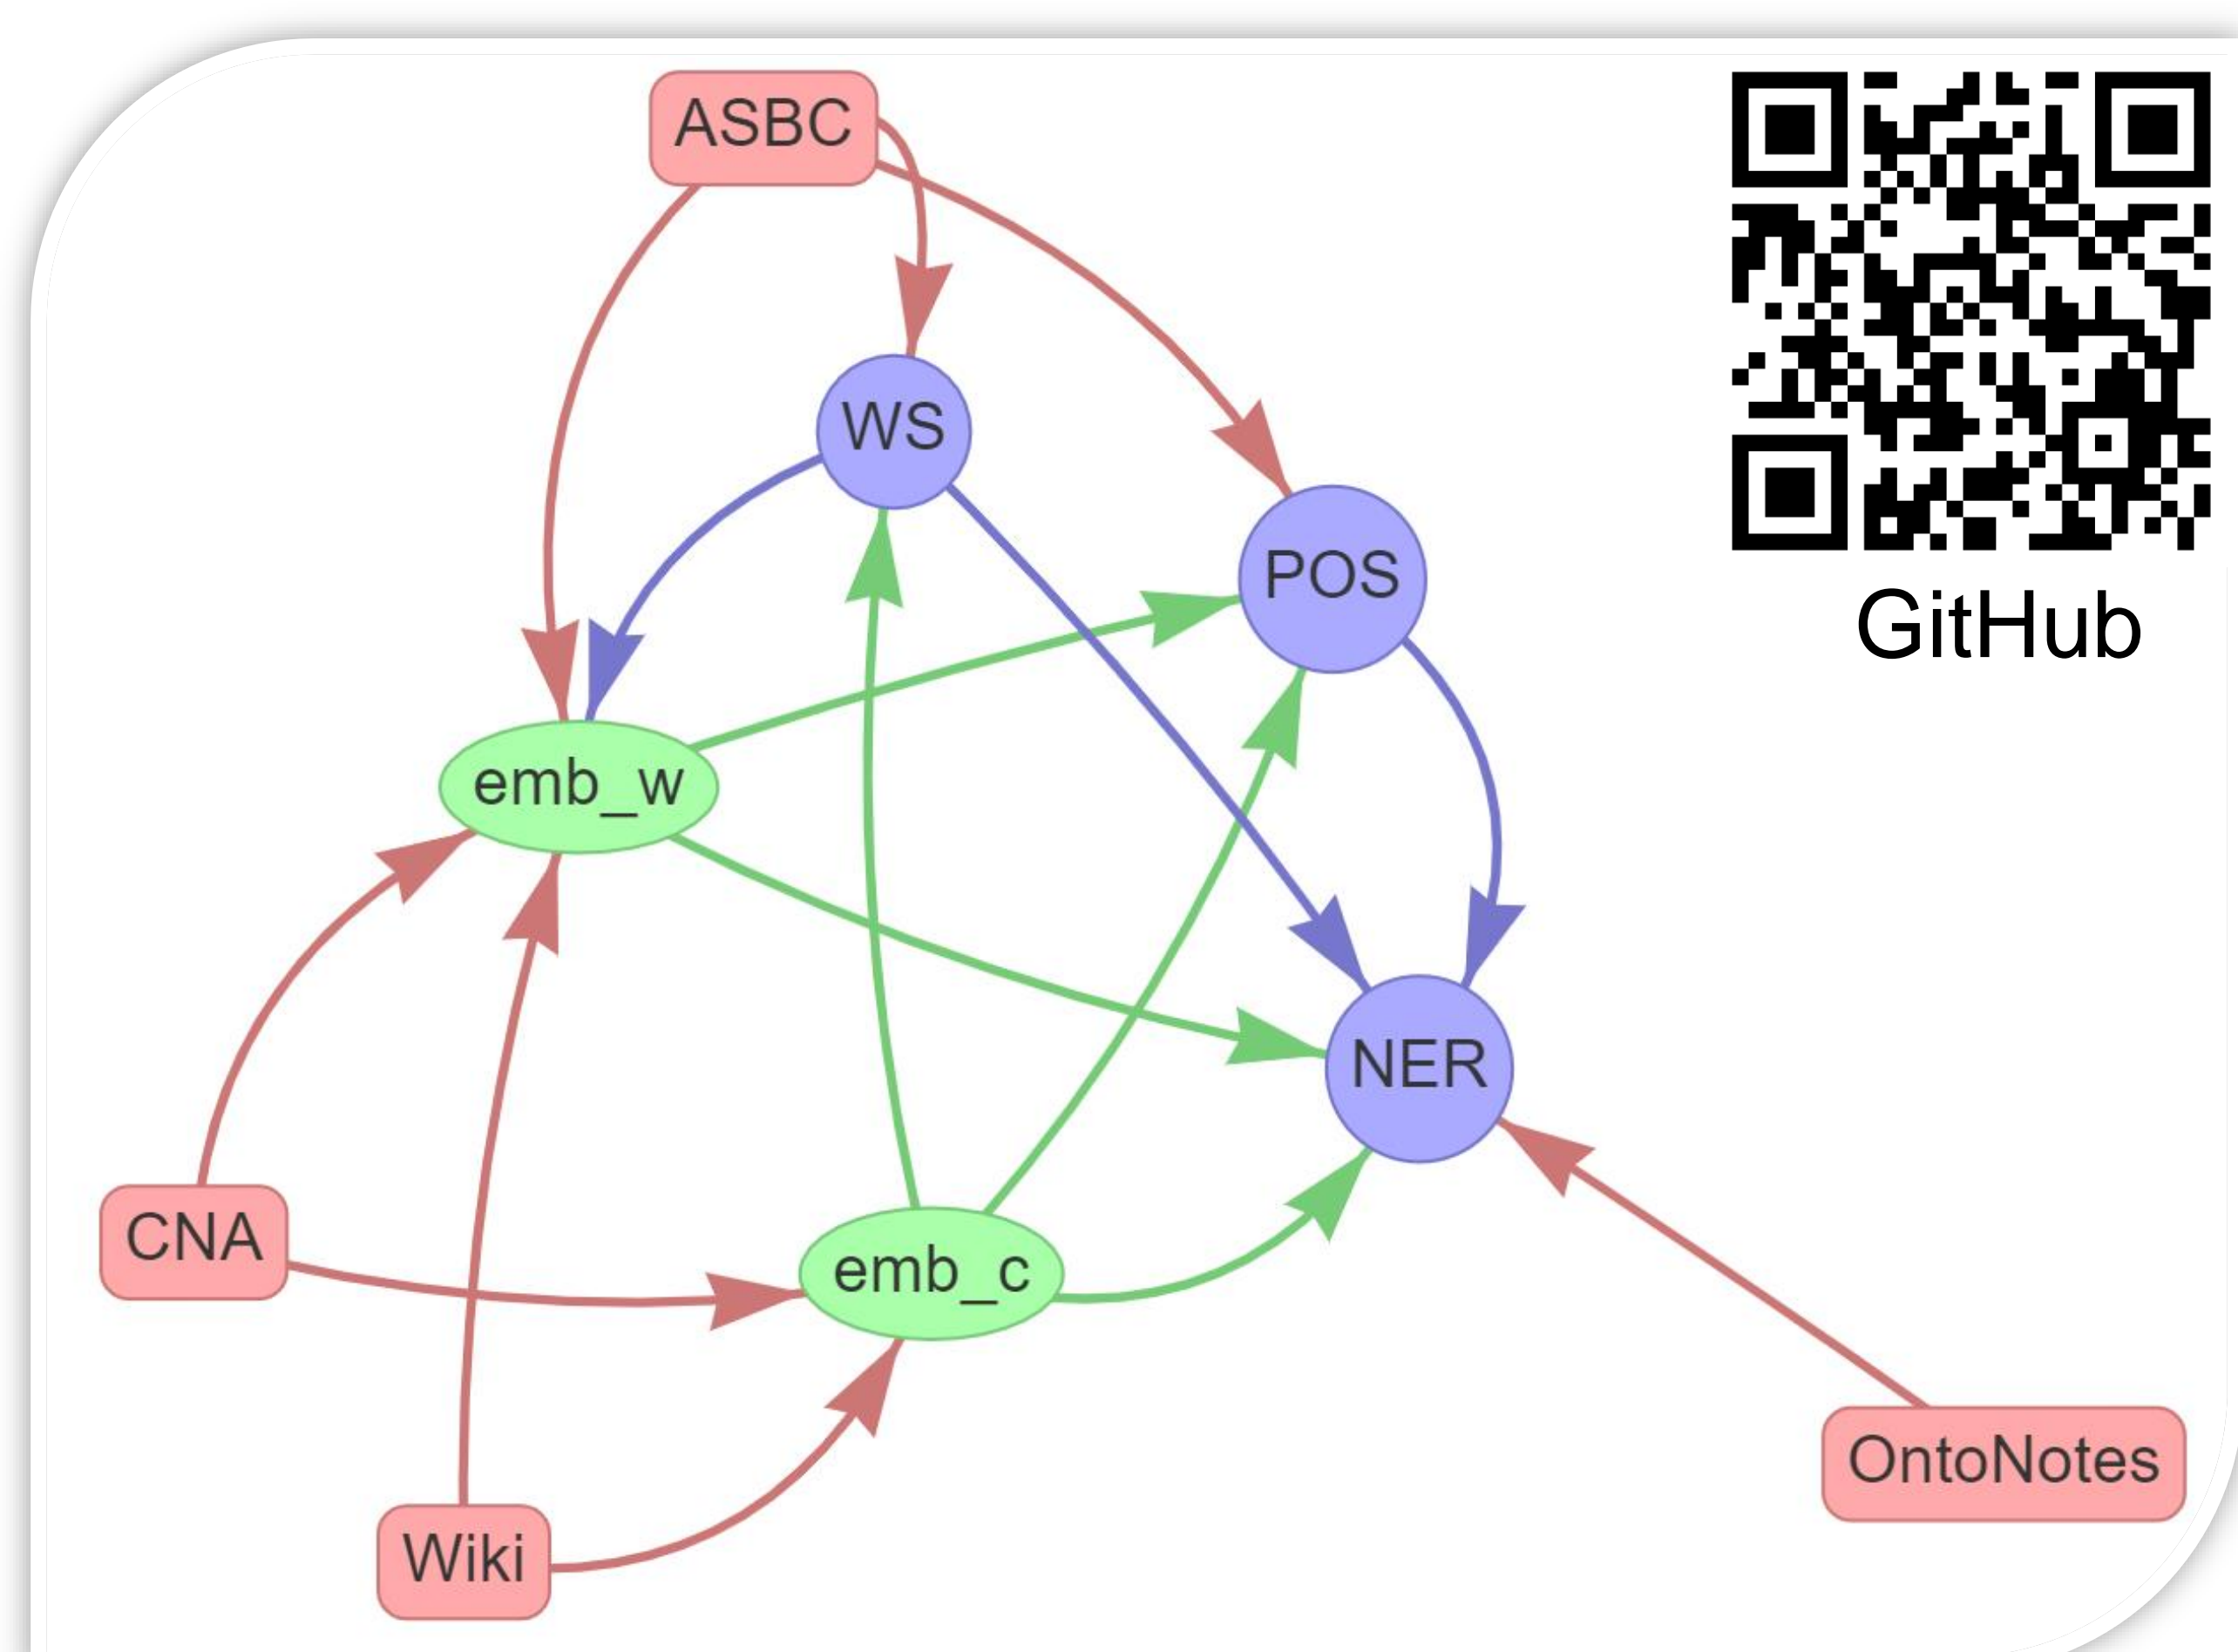 ASBC
WS
POS
GitHub
emb_w
NER
CNA
emb_c
OntoNotes
Wiki